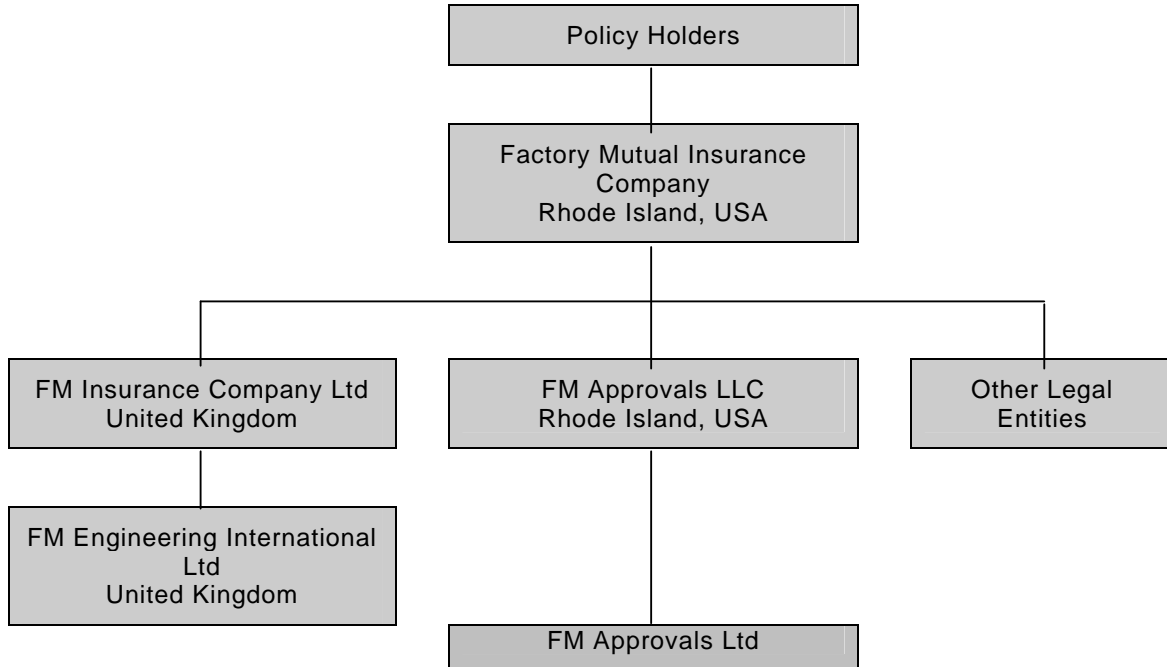 Policy Holders
Factory Mutual Insurance
Company
Rhode Island, USA
FM Insurance Company Ltd
United Kingdom
FM Approvals LLC
Rhode Island, USA
Other Legal
Entities
FM Engineering International
Ltd
United Kingdom
FM Approvals Ltd